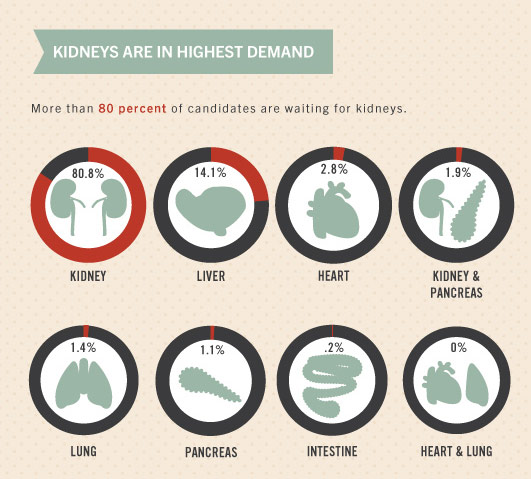 KIDNEYS ARE IN HIGHEST DEMAND
More than 80 percent of candidates are waiting for kidneys.
80.8%
14.1%
2.8%
1.9%
KIDNEY
LIVER
HEART
KIDNEY &
PANCREAS
1.4%
1.1%
.2%
0%
LUNG
PANCREAS
INTESTINE
HEART & LUNG